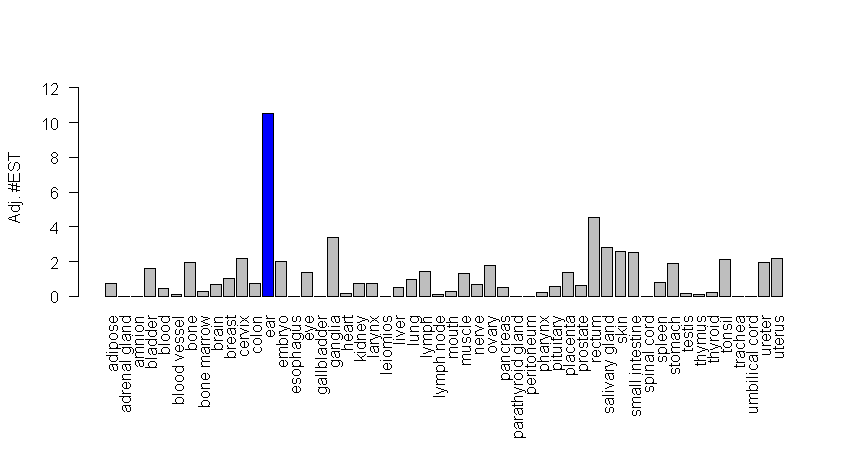 Adj. #EST
12
10
8
6
4
2
0
adipose
adrenal gland
amnion
bladder
blood
blood vessel
bone
bone marrow
brain
breast
cervix
colon
ear
embryo
esophagus
eye
gallbladder
ganglia
heart
kidney
larynx
leiomios
liver
lung
lymph
lymph node
mouth
muscle
nerve
ovary
pancreas
parathyroid gland
peritoneum
pharynx
pituitary
placenta
prostate
rectum
salivary gland
skin
small intestine
spinal cord
spleen
stomach
testis
thymus
thyroid
tonsil
trachea
umbilical cord
ureter
uterus